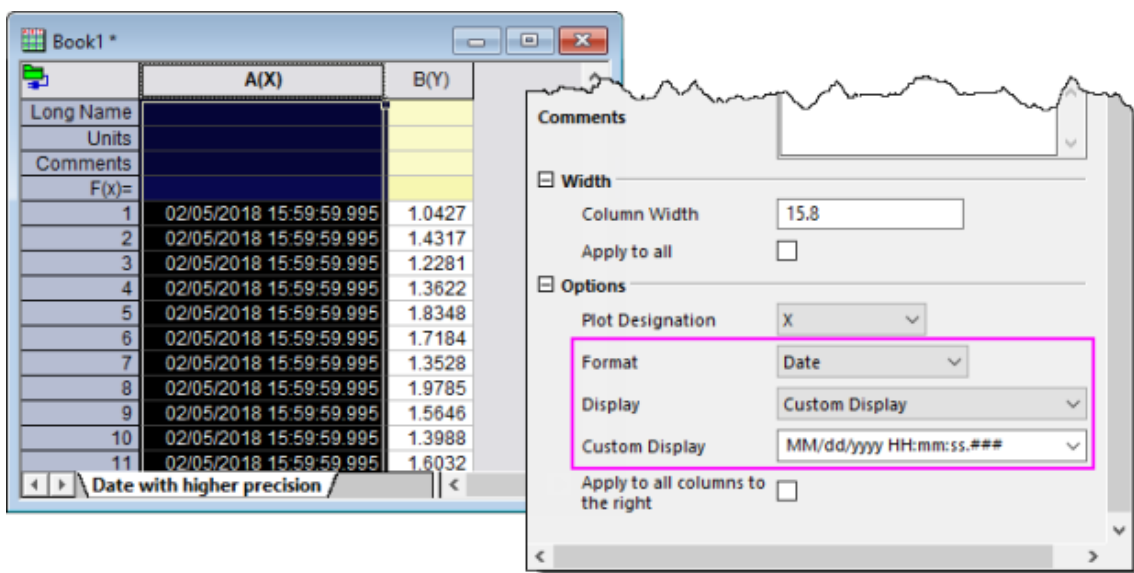 Book1 *
A(X) B(Y)
Long Name
Units
Comments
F(x)=
1 02/05/2018 15:59:59.995 1.0427
2 02/05/2018 15:59:59.995 1.4317
3 02/05/2018 15:59:59.995 1.2281
4 02/05/2018 15:59:59.995 1.3622
5 02/05/2018 15:59:59.995 1.8348
6 02/05/2018 15:59:59.995 1.7184
7 02/05/2018 15:59:59.995 1.3528
8 02/05/2018 15:59:59.995 1.9785
9 02/05/2018 15:59:59.995 1.5646
10 02/05/2018 15:59:59.995 1.3988
11 02/05/2018 15:59:59.995 1.6032
Date with higher precision
Comments
Width
Column Width 15.8
Apply to all
Options
Plot Designation X
Format Date
Display Custom Display
Custom Display MM/dd/yyyy HH:mm:ss.###
Apply to all columns to
the right